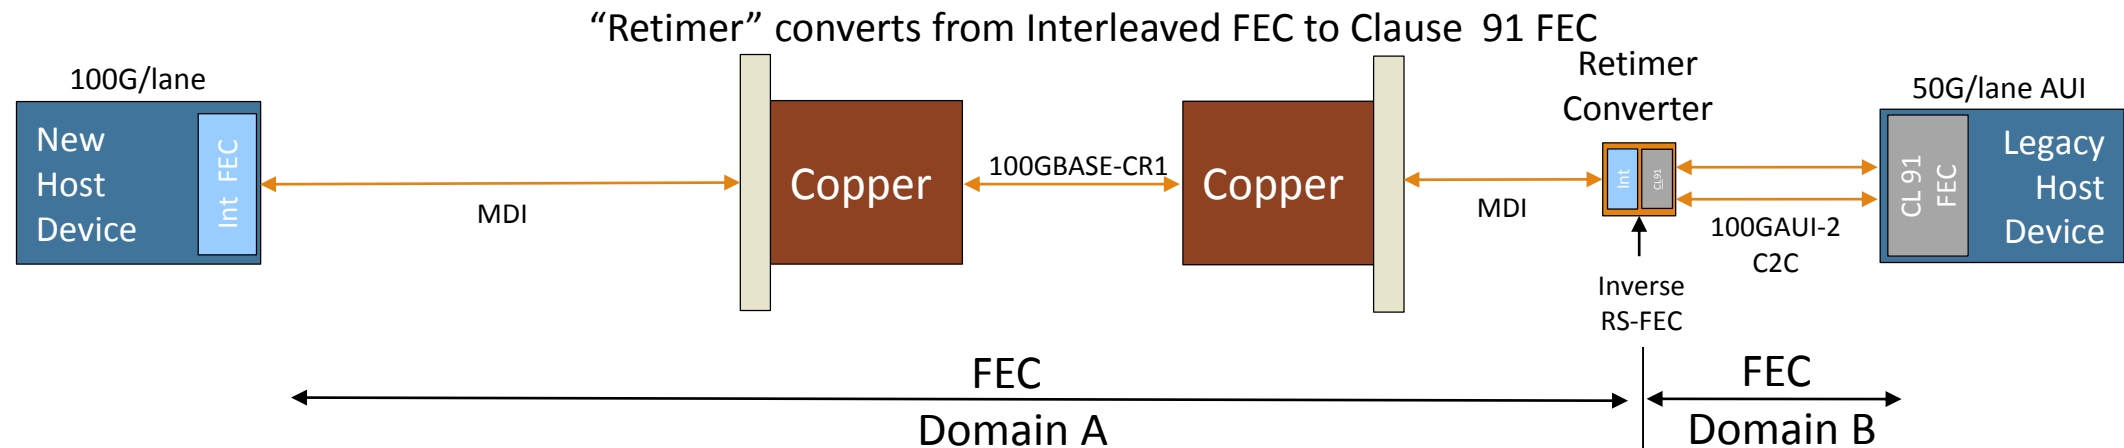 “Retimer” converts from Interleaved FEC to Clause 91 FEC
100G/lane
New
Host
Device
Int FEC
MDI
Copper
100GBASE-CR1
Copper
MDI
Retimer
Converter
Int
CL91
Inverse
RS-FEC
100GAUI-2
C2C
50G/lane AUI
CL 91
FEC
Legacy
Host
Device
FEC
Domain A
FEC
Domain B